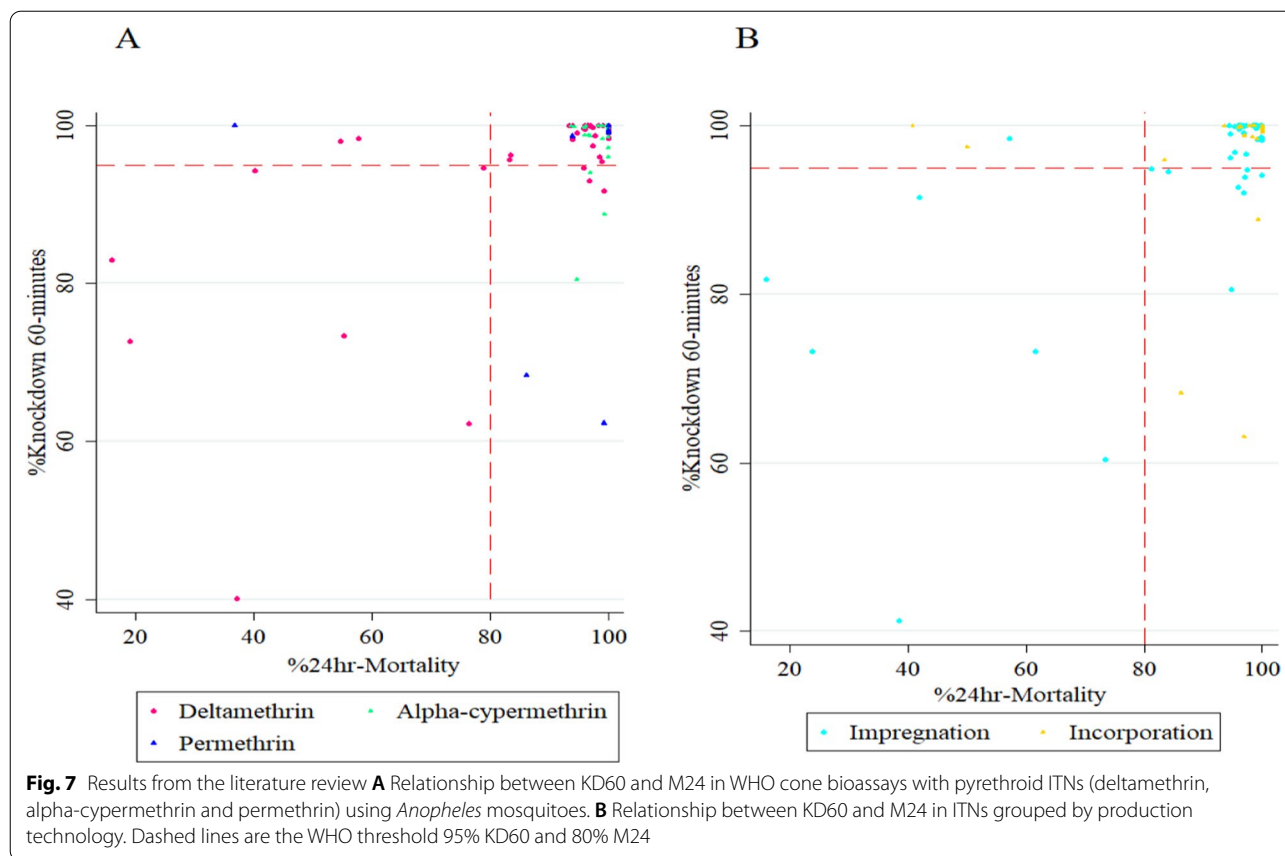 A
%Knockdown 60-minutes
100
80
60
40
20 40 60 80 100
%24hr-Mortality
Deltamethrin Alpha-cypermethrin
Permethrin
B
%Knockdown 60-minutes
100
80
60
40
20 40 60 80 100
%24hr-Mortality
Impregnation Incorporation
Fig. 7 Results from the literature review A Relationship between KD60 and M24 in WHO cone bioassays with pyrethroid ITNs (deltamethrin,
alpha-cypermethrin and permethrin) using Anopheles mosquitoes. B Relationship between KD60 and M24 in ITNs grouped by production
technology. Dashed lines are the WHO threshold 95% KD60 and 80% M24